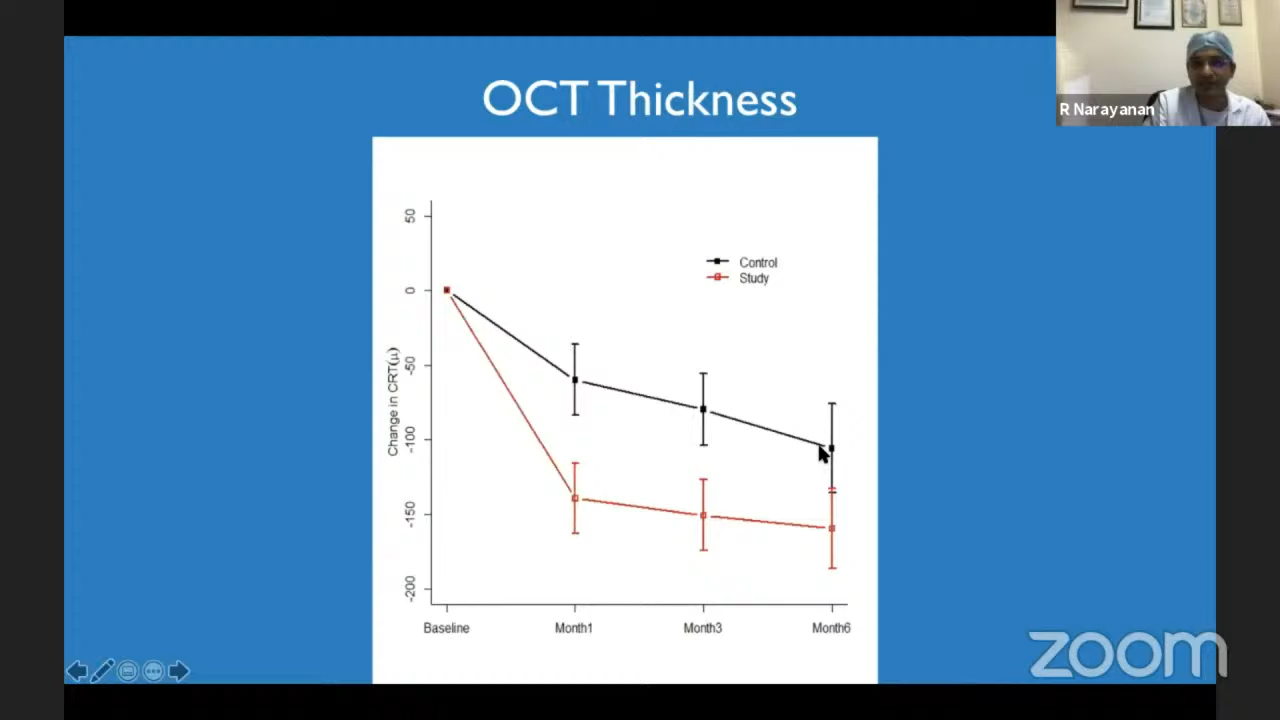 OCT Thickness
R Narayanan
Control
Study
50
0
-50
-100
-150
-200
Change in CRT(μ)
Baseline
Month1
Month3
Month6
zoom